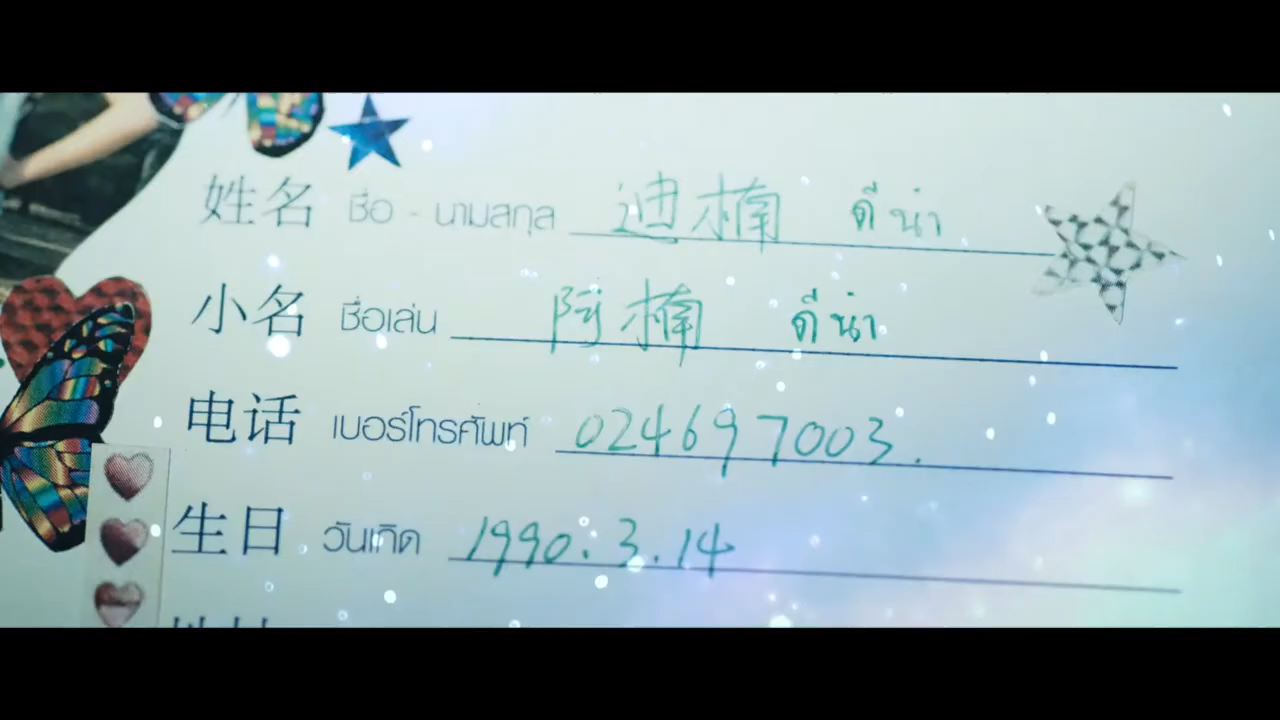 姓名 ชื่อ - นามสกุล 迪楠 ดีน่า
小名 ชื่อเล่น 阿楠 ดีน่า
电话 เบอร์โทรศัพท์ 024697003.
生日 วันเกิด 1990.3.14